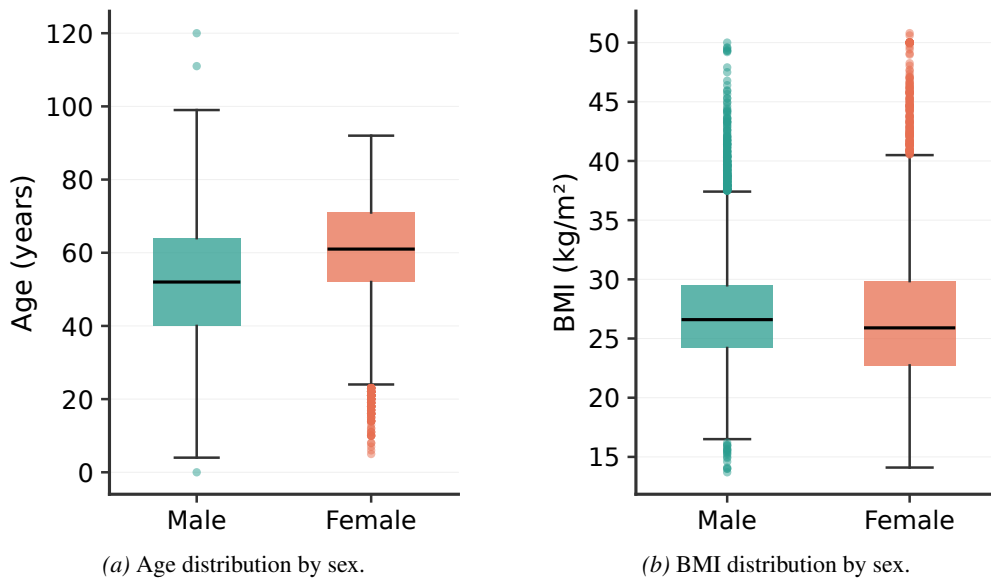 120
100
80
60
40
20
0
Age (years)
Male Female
(a) Age distribution by sex.
50
45
40
35
30
25
20
15
BMI (kg/m²)
Male Female
(b) BMI distribution by sex.